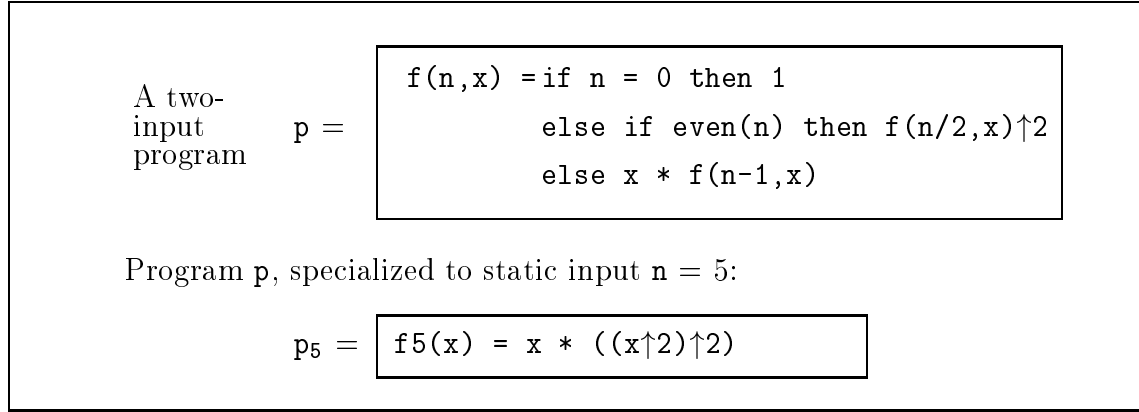 A two-
input
program
p =
f(n,x) = if n = 0 then 1
else if even(n) then f(n/2,x)↑2
else x * f(n-1,x)
Program p, specialized to static input n = 5:
p₅ = f5(x) = x * ((x↑2)↑2)